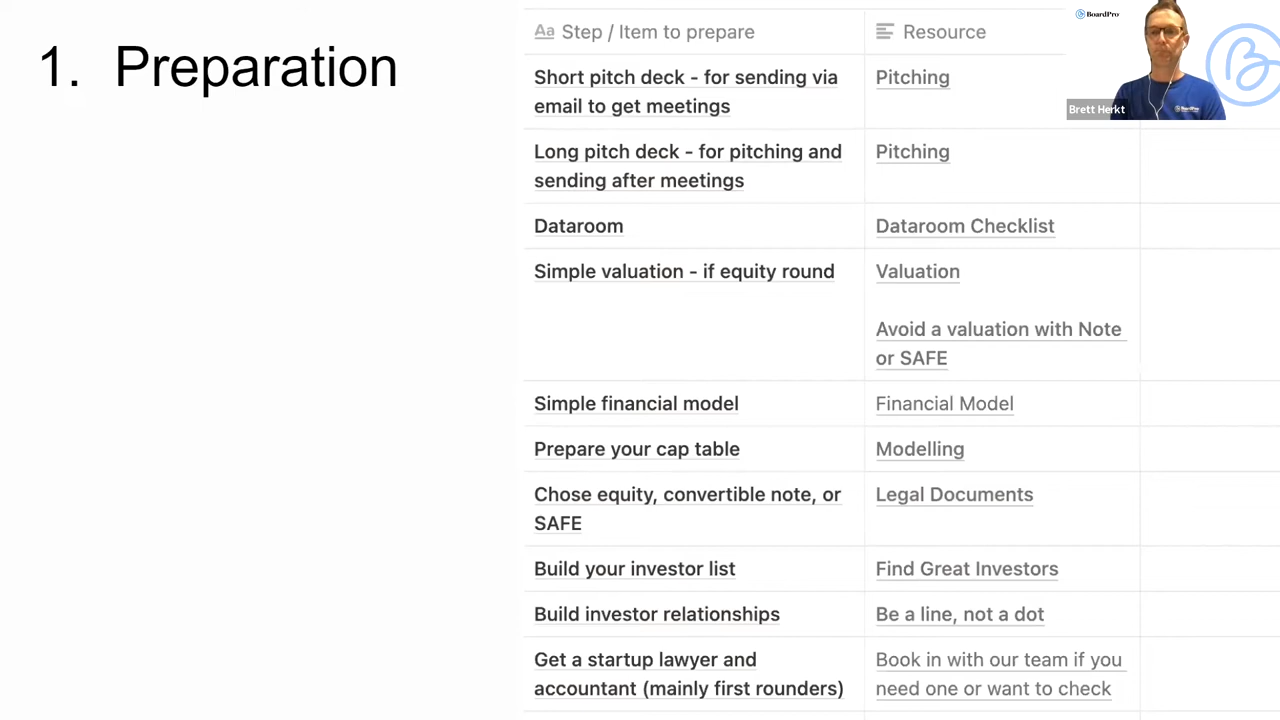 1. Preparation
Aa Step / Item to prepare
Resource
Short pitch deck - for sending via
email to get meetings
Pitching
Long pitch deck - for pitching and
sending after meetings
Pitching
Dataroom
Dataroom Checklist
Simple valuation - if equity round
Valuation
Avoid a valuation with Note
or SAFE
Simple financial model
Financial Model
Prepare your cap table
Modelling
Chose equity, convertible note, or
SAFE
Legal Documents
Build your investor list
Find Great Investors
Build investor relationships
Be a line, not a dot
Get a startup lawyer and
accountant (mainly first rounders)
Book in with our team if you
need one or want to check
BoardPro
Brett Herkt
BoardPro